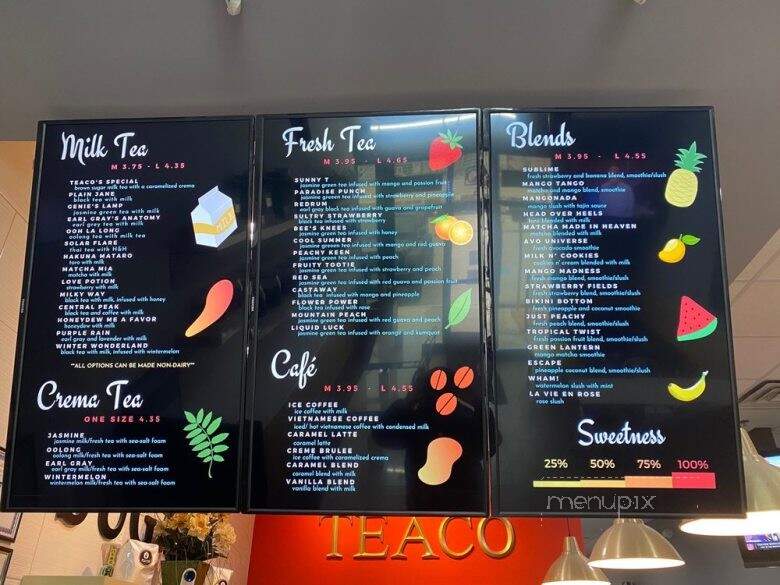 Milk Tea
M 3.75 - L 4.35
TEACO'S SPECIAL
brown sugar milk tea with a caramelized crema
PLAIN JANE
black tea with milk
GENIE'S LAMP
jasmine green tea with milk
EARL GRAY'S ANATOMY
earl grey tea with milk
OOH LA LONG
oolong tea with milk tea
SOLAR FLARE
thai tea with
HAKUNA MATARO
taro with milk
MATCHA MIA
matcha with milk
LOVE POTION
strawberry with milk
MILKY WAY
black tea with milk, infused with honey
CENTRAL PEAK
black tea and coffee with milk
HONEYDEW ME A FAVOR
honeydew with milk
PURPLE RAIN
earl gray and lavender with milk
WINTER WONDERLAND
black tea with milk, infused with wintermelon
**ALL OPTIONS CAN BE MADE NON-DAIRY**
Crema Tea
ONE SIZE 4.35
JASMINE
jasmine milk/fresh tea with sea-salt foam
OOLONG
oolong milk/fresh tea with sea-salt foam
EARL GRAY
earl gray milk/fresh tea with sea-salt foam
WINTERMELON
wintermelon milk/fresh tea with sea-salt foam
Fresh Tea
M 3.95 - L 4.65
SUNNY T
jasmine green tea infused with mango and passion fruit
PARADISE PUNCH
jasmine green tea infused with strawberry and pineapple
REDRUM
earl gray black tea infused with guava and grapefruit
SULTRY STRAWBERRY
black tea infused with strawberry
BEE'S KNEES
jasmine green tea infused with honey
COOL SUMMER
jasmine green tea infused with mango and red guava
PEACHY KEEN
jasmine green tea infused with peach
FRUITY TOOTIE
jasmine green tea infused with strawberry and peach
RED SEA
jasmine green tea infused with red guava and passion fruit
CASTAWAY
black tea infused with mango and pineapple
FLOWER POWER
black tea infused with rose
MOUNTAIN PEACH
jasmine green tea infused with red guava and peach
LIQUID LUCK
jasmine green tea infused with orange and kumquat
Café
M 3.95 - L 4.55
ICE COFFEE
ice coffee with milk
VIETNAMESE COFFEE
iced/ hot vietnamese coffee with condensed milk
CARAMEL LATTE
caramel latte
CREME BRULEE
ice coffee with caramelized crema
CARAMEL BLEND
caramel blend with milk
VANILLA BLEND
vanilla blend with milk
Blends
M 3.95 - L 4.55
SUBLIME
fresh strawberry and banana blend, smoothie/slush
MANGO TANGO
matcha and mango blend, smoothie
MANGONADA
mango slush with tajin sauce
HEAD OVER HEELS
taro blended with milk
MATCHA MADE IN HEAVEN
matcha blended with milk
AVO UNIVERSE
fresh avocado smoothie
MILK N' COOKIES
cookies n' cream blended with milk
MANGO MADNESS
fresh mango blend, smoothie/slush
STRAWBERRY FIELDS
fresh strawberry blend, smoothie/slush
BIKINI BOTTOM
fresh pineapple and coconut smoothie
JUST PEACHY
fresh peach blend, smoothie/slush
TROPICAL TWIST
fresh passion fruit blend, smoothie/slush
GREEN LANTERN
mango matcha smoothie
ESCAPE
pineapple coconut blend, smoothie/slush
WHAM!
watermelon slush with mint
LA VIE EN ROSE
rose slush
Sweetness
25% 50% 75% 100%
menupix
TEACO